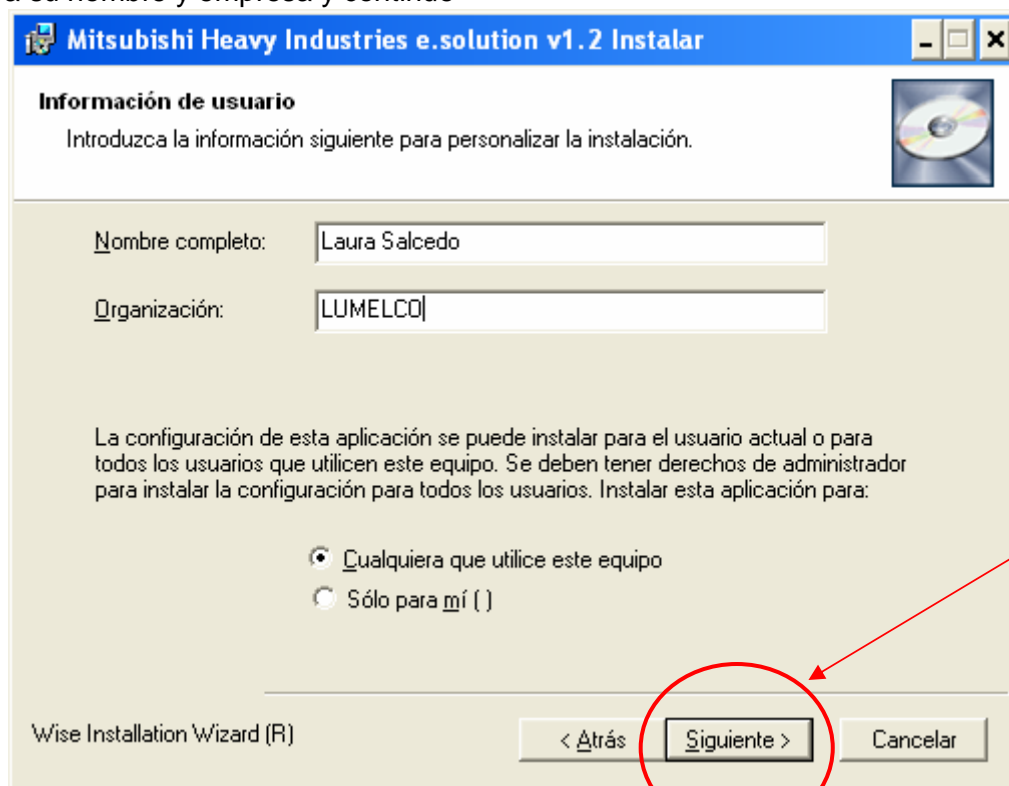 a su nombre y empresa y continúo
Mitsubishi Heavy Industries e.solution v1.2 Instalar
Información de usuario
Introduzca la información siguiente para personalizar la instalación.
Nombre completo: Laura Salcedo
Organización: LUMELCO
La configuración de esta aplicación se puede instalar para el usuario actual o para
todos los usuarios que utilicen este equipo. Se deben tener derechos de administrador
para instalar la configuración para todos los usuarios. Instalar esta aplicación para:
Cualquiera que utilice este equipo
Sólo para mí ( )
Wise Installation Wizard (R)
< Atrás Siguiente > Cancelar